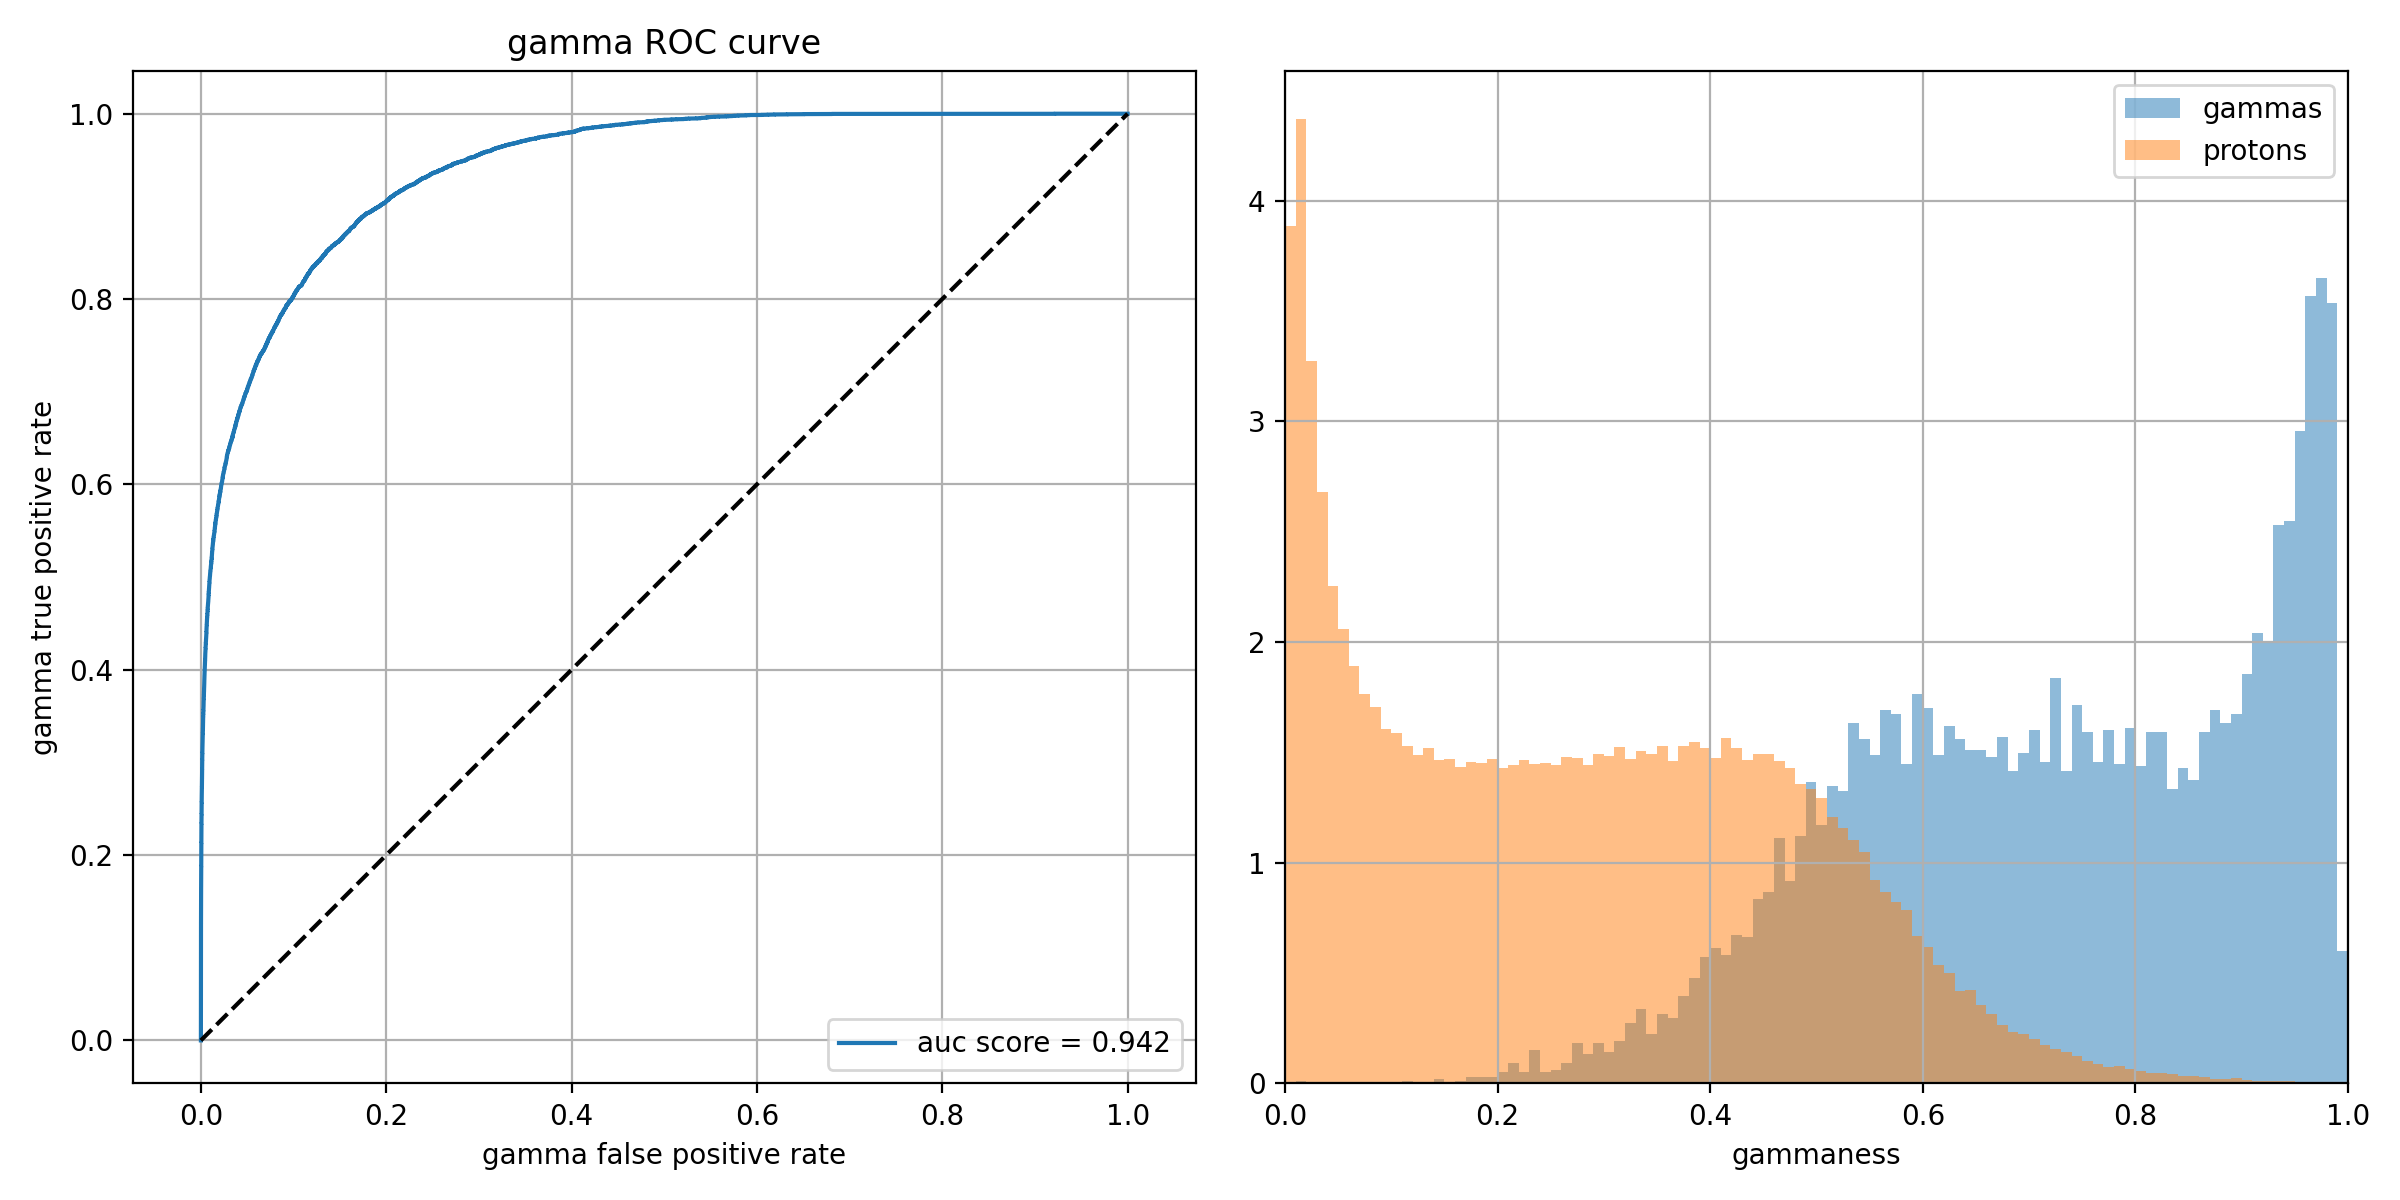 gamma ROC curve
gamma true positive rate
1.0
0.8
0.6
0.4
0.2
0.0
auc score = 0.942
0.0 0.2 0.4 0.6 0.8 1.0
gamma false positive rate
gammas
protons
4
3
2
1
0
0.0 0.2 0.4 0.6 0.8 1.0
gammaness